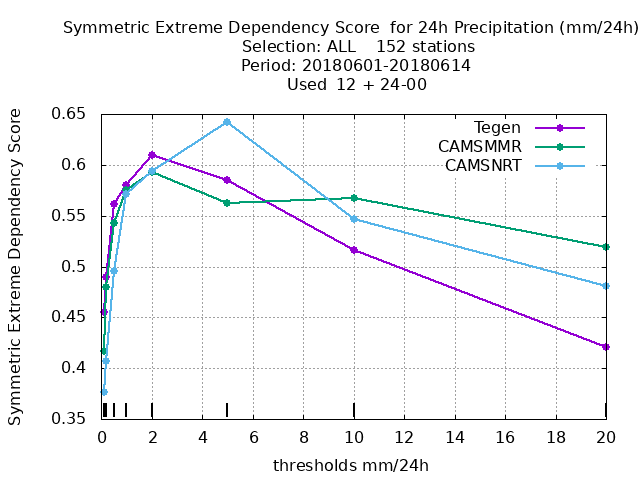 Symmetric Extreme Dependency Score  for 24h Precipitation (mm/24h)
Selection: ALL    152 stations
Period: 20180601-20180614
Used  12 + 24-00
Symmetric Extreme Dependency Score
0.65
0.6
0.55
0.5
0.45
0.4
0.35
Tegen
CAMSMMR
CAMSNRT
0 2 4 6 8 10 12 14 16 18 20
thresholds mm/24h